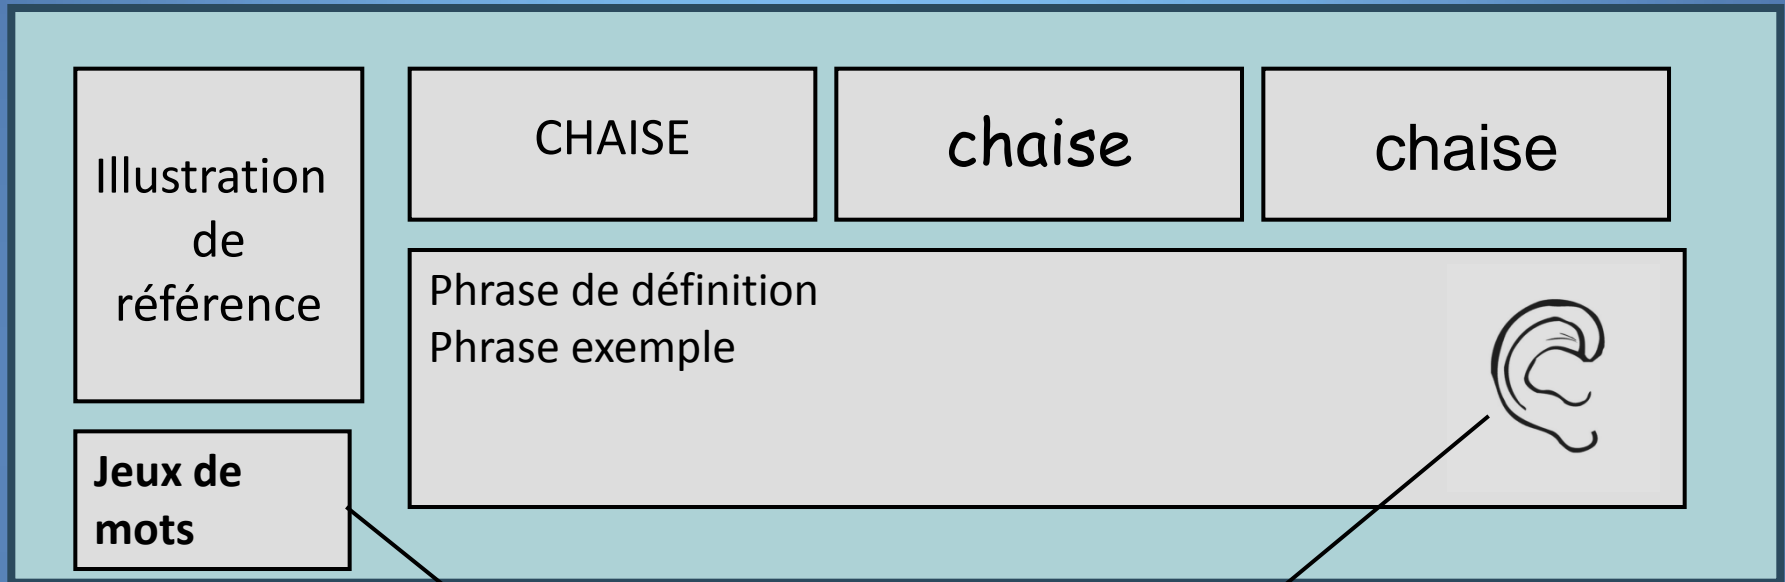 Illustration
de
référence
CHAISE
chaise
chaise
Phrase de définition
Phrase exemple
Jeux de
mots